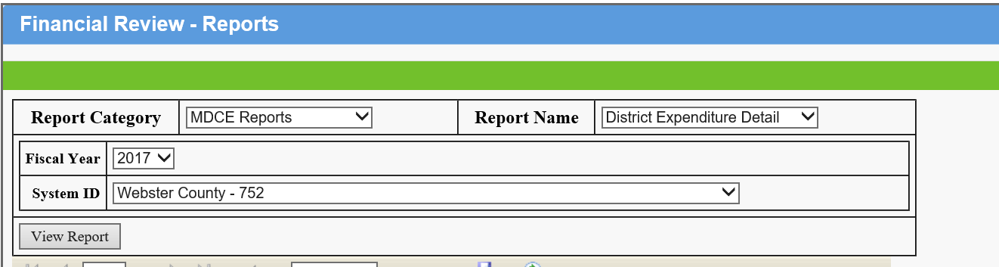 Financial Review - Reports
Report Category MDCE Reports Report Name District Expenditure Detail
Fiscal Year 2017
System ID Webster County - 752
View Report